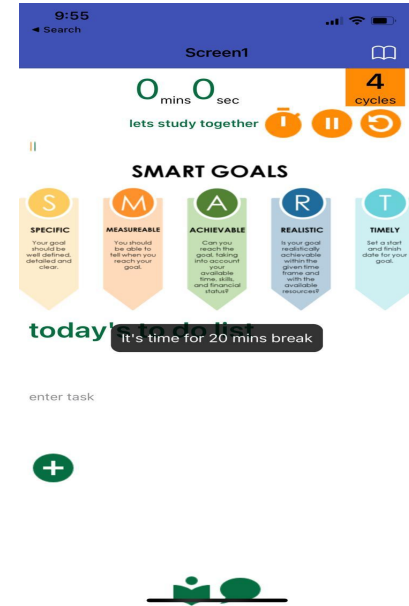 9:55
◄ Search
Screen1
0 mins 0 sec
4
cycles
lets study together
SMART GOALS
S M A R T
SPECIFIC
Your goal
should be
well defined,
detailed and
clear.
MEASUREABLE
You should
be able to
tell when you
reach your
goal.
ACHIEVABLE
Can you
reach the
goal, taking
into account
your
available
time, skills,
and financial
status?
REALISTIC
Is your goal
realistically
achievable
within the
given time
frame and
with the
available
resources?
TIMELY
Set a start
and finish
date for your
goal.
today's to do list
It's time for 20 mins break
enter task